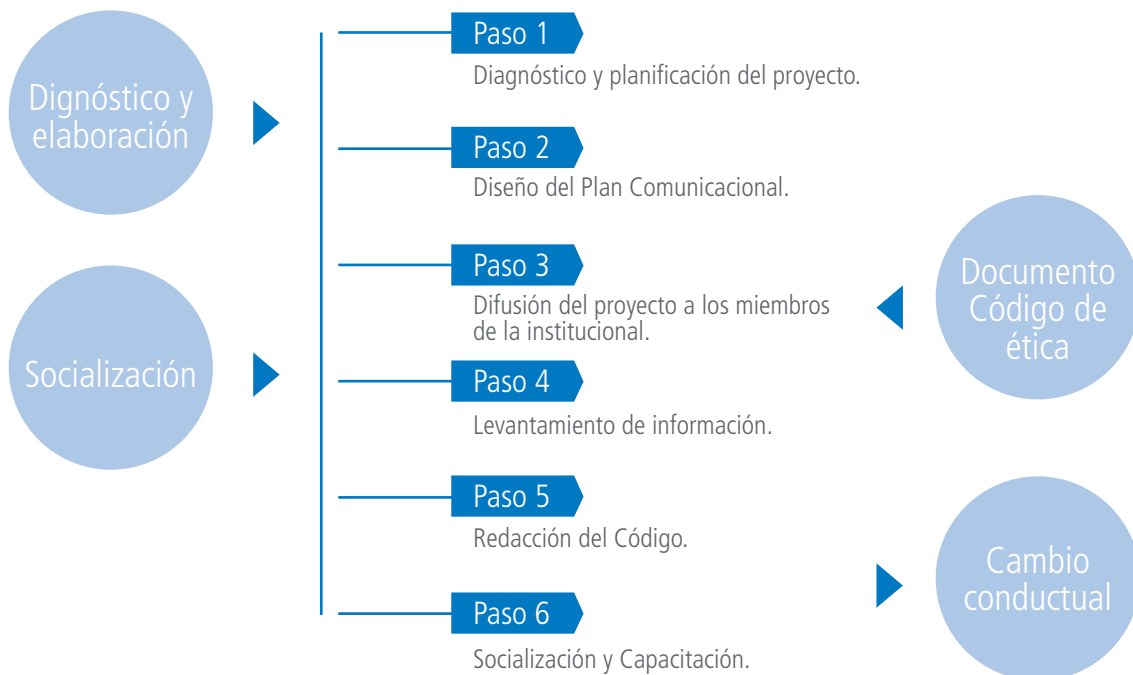 Dignóstico y
elaboración
Socialización
Paso 1
Diagnóstico y planificación del proyecto.
Paso 2
Diseño del Plan Comunicacional.
Paso 3
Difusión del proyecto a los miembros
de la institucional.
Paso 4
Levantamiento de información.
Paso 5
Redacción del Código.
Paso 6
Socialización y Capacitación.
Documento
Código de
ética
Cambio
conductual